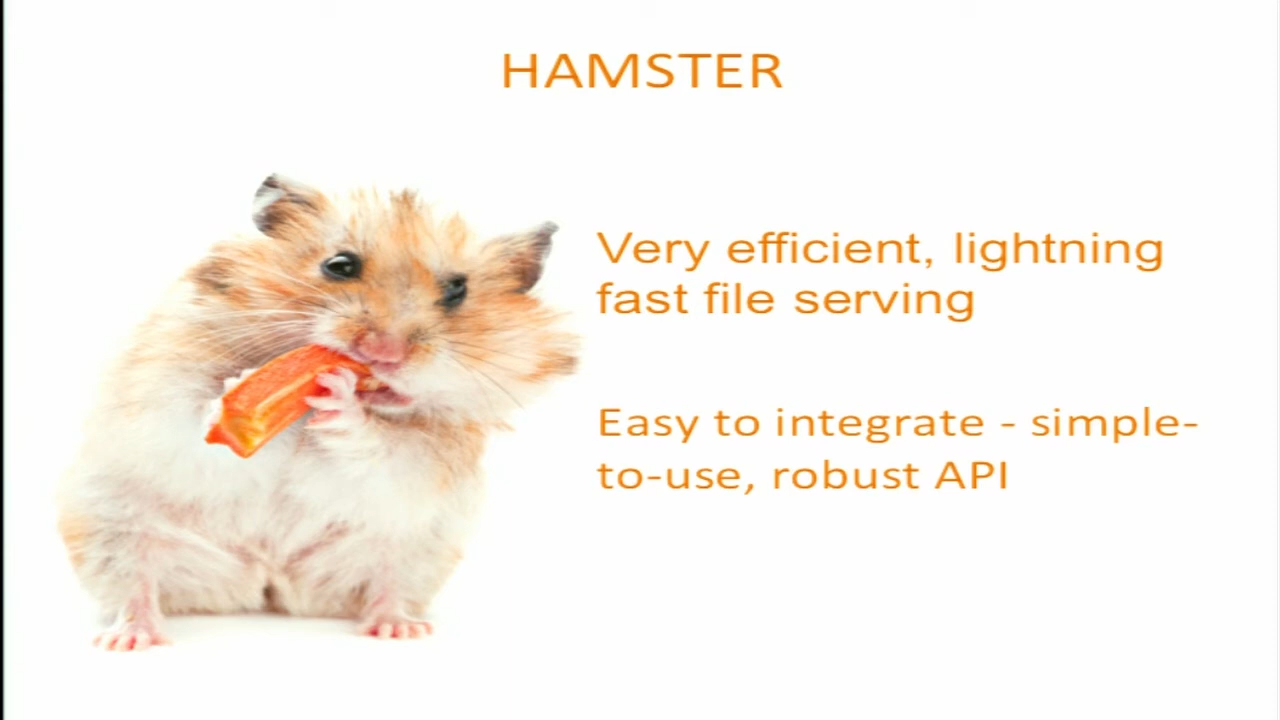 HAMSTER
Very efficient, lightning
fast file serving
Easy to integrate - simple-
to-use, robust API